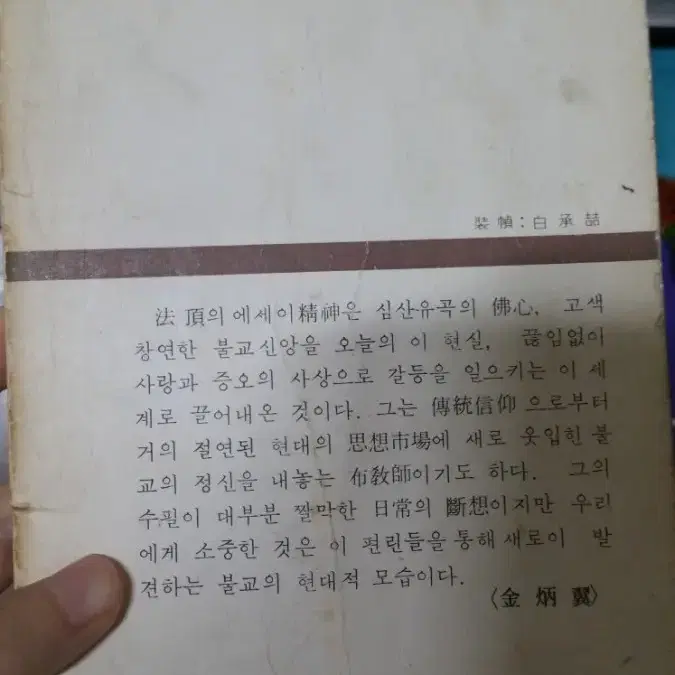 裝幀：白承喆
法 頂의 에세이精神은 심산유곡의 佛心, 고색
창연한 불교신앙을 오늘의 이 현실, 끊임없이
사랑과 증오의 사상으로 갈등을 일으키는 이 세
계로 끌어내온 것이다. 그는 傳統信仰으로부터
거의 절연된 현대의 思想市場에 새로 옷입힌 불
교의 정신을 내놓는 布敎師이기도 하다. 그의
수필이 대부분 짤막한 日常의 斷想이지만 우리
에게 소중한 것은 이 편린들을 통해 새로이 발
견하는 불교의 현대적 모습이다.
〈金炳翼〉